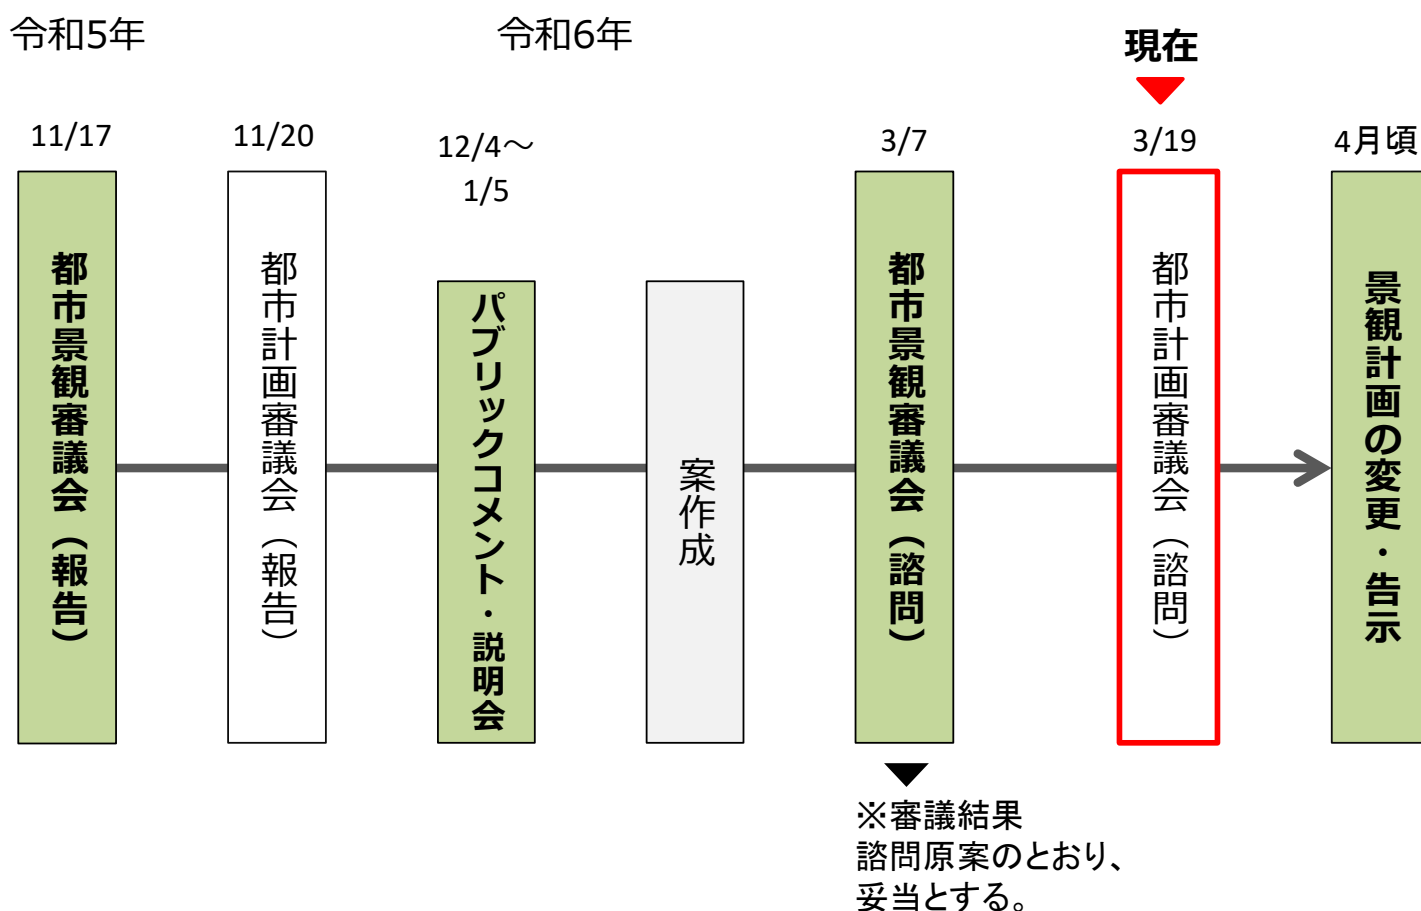 令和5年
令和6年
現在
11/17
11/20
12/4～
1/5
3/7
3/19
4月頃
都市景観審議会（報告）
都市計画審議会（報告）
パブリックコメント・説明会
案作成
都市景観審議会（諮問）
都市計画審議会（諮問）
景観計画の変更・告示
※審議結果
諮問原案のとおり、
妥当とする。